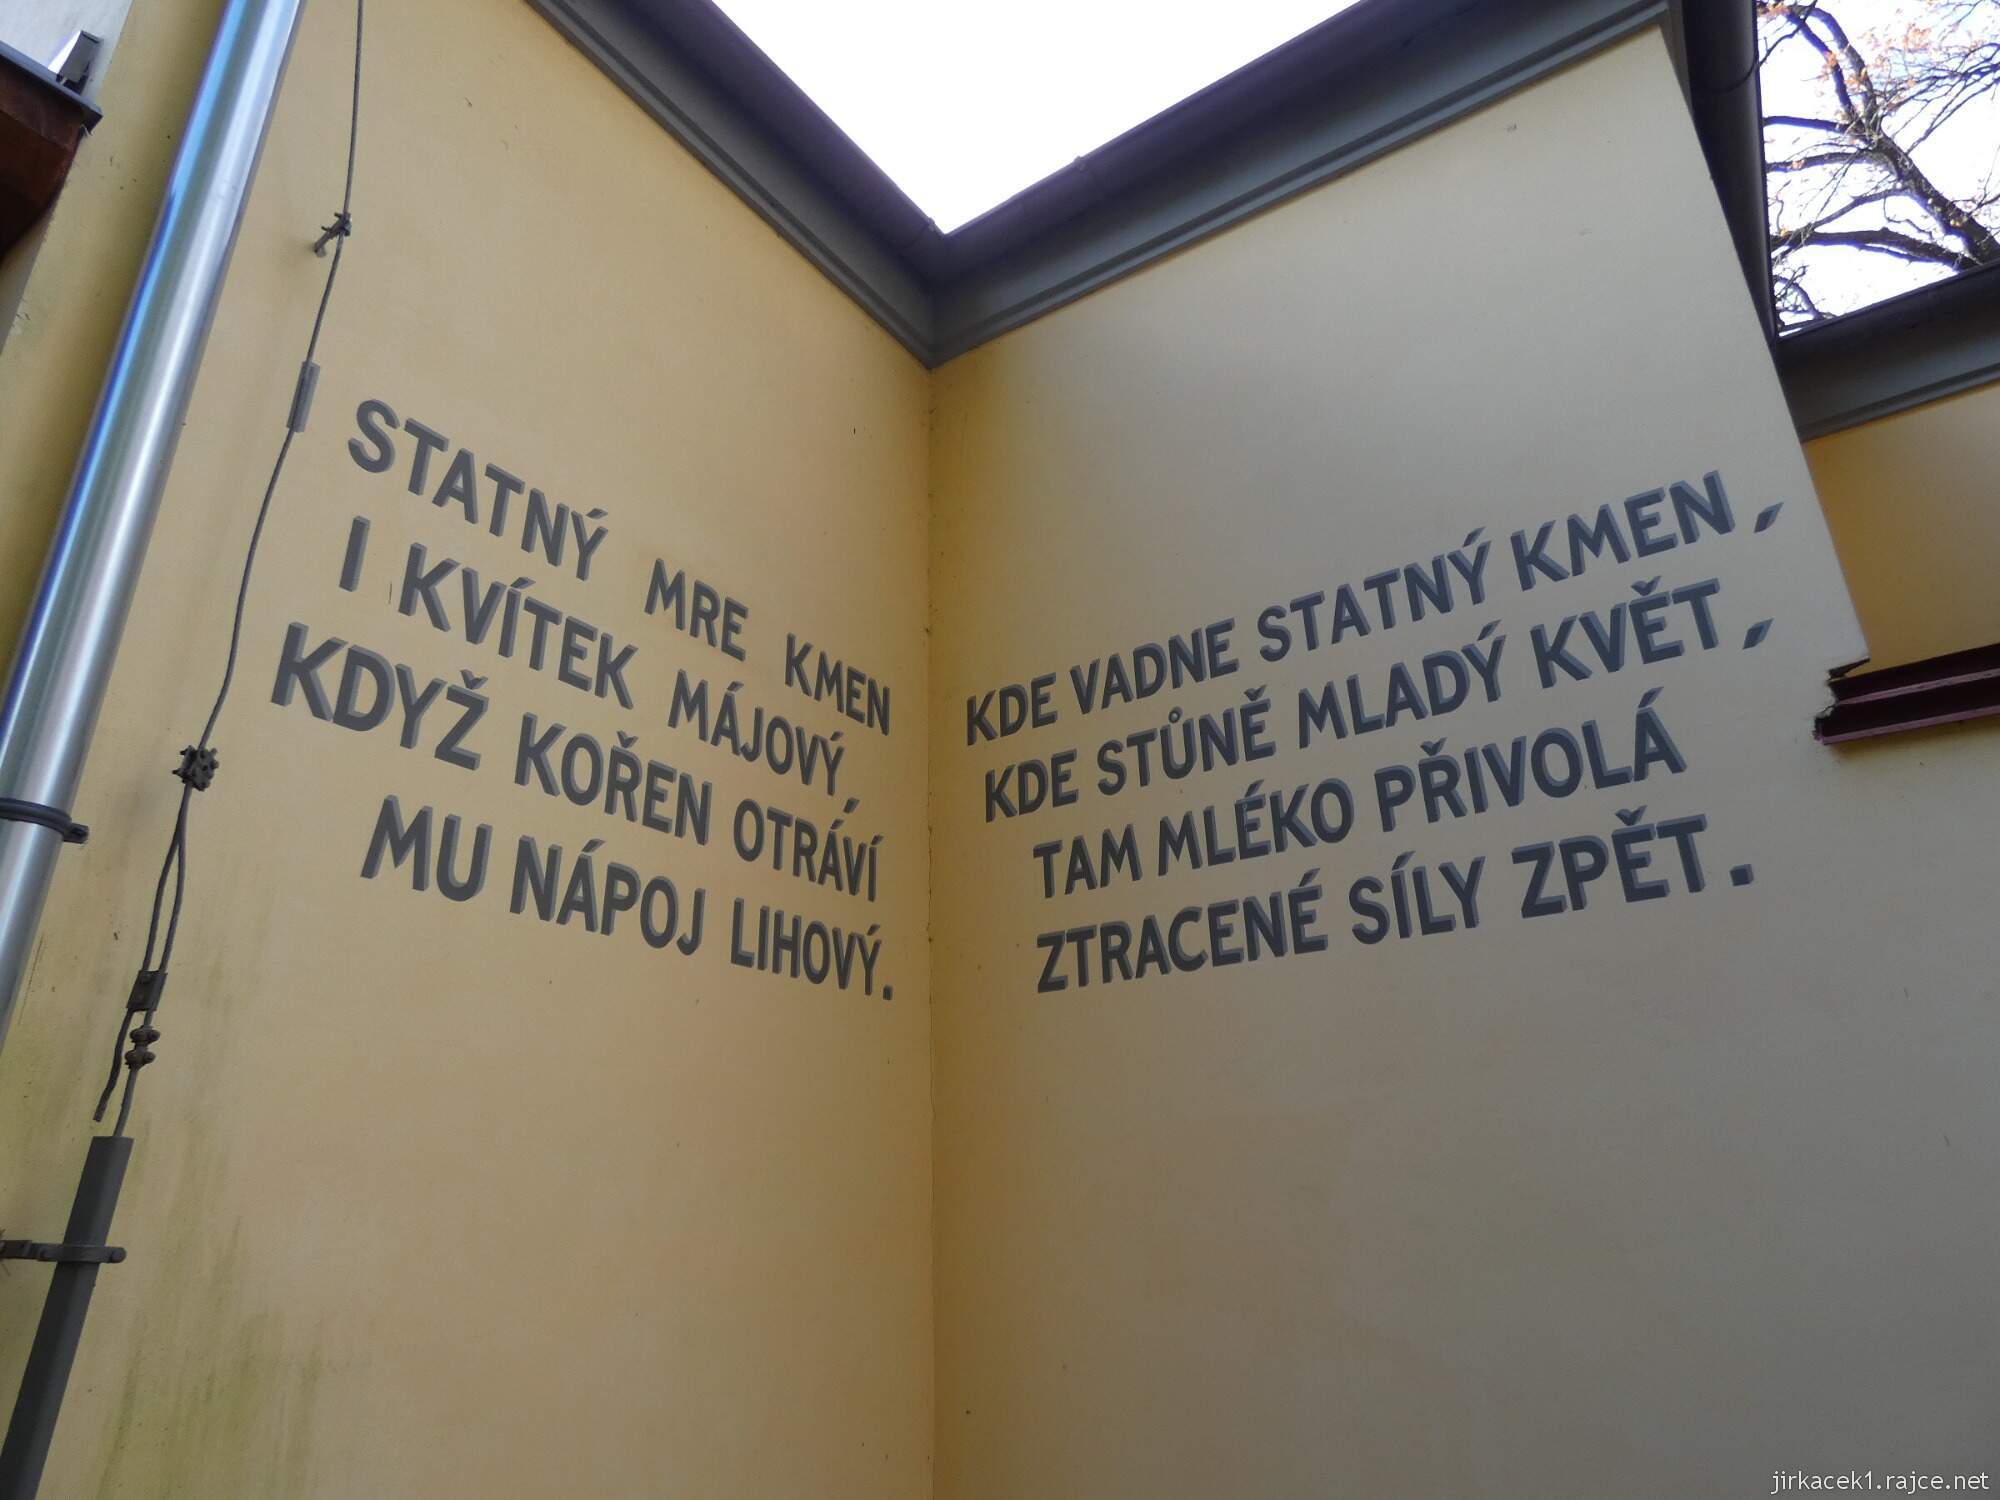 STATNÝ MRE KMEN
I KVÍTEK MÁJOVÝ,
KDYŽ KOŘEN OTRÁVÍ
MU NÁPOJ LIHOVÝ.
KDE VADNE STATNÝ KMEN,
KDE STŮNĚ MLADÝ KVĚT,
TAM MLÉKO PŘIVOLÁ
ZTRACENÉ SÍLY ZPĚT.
jirkacek1.rajce.net